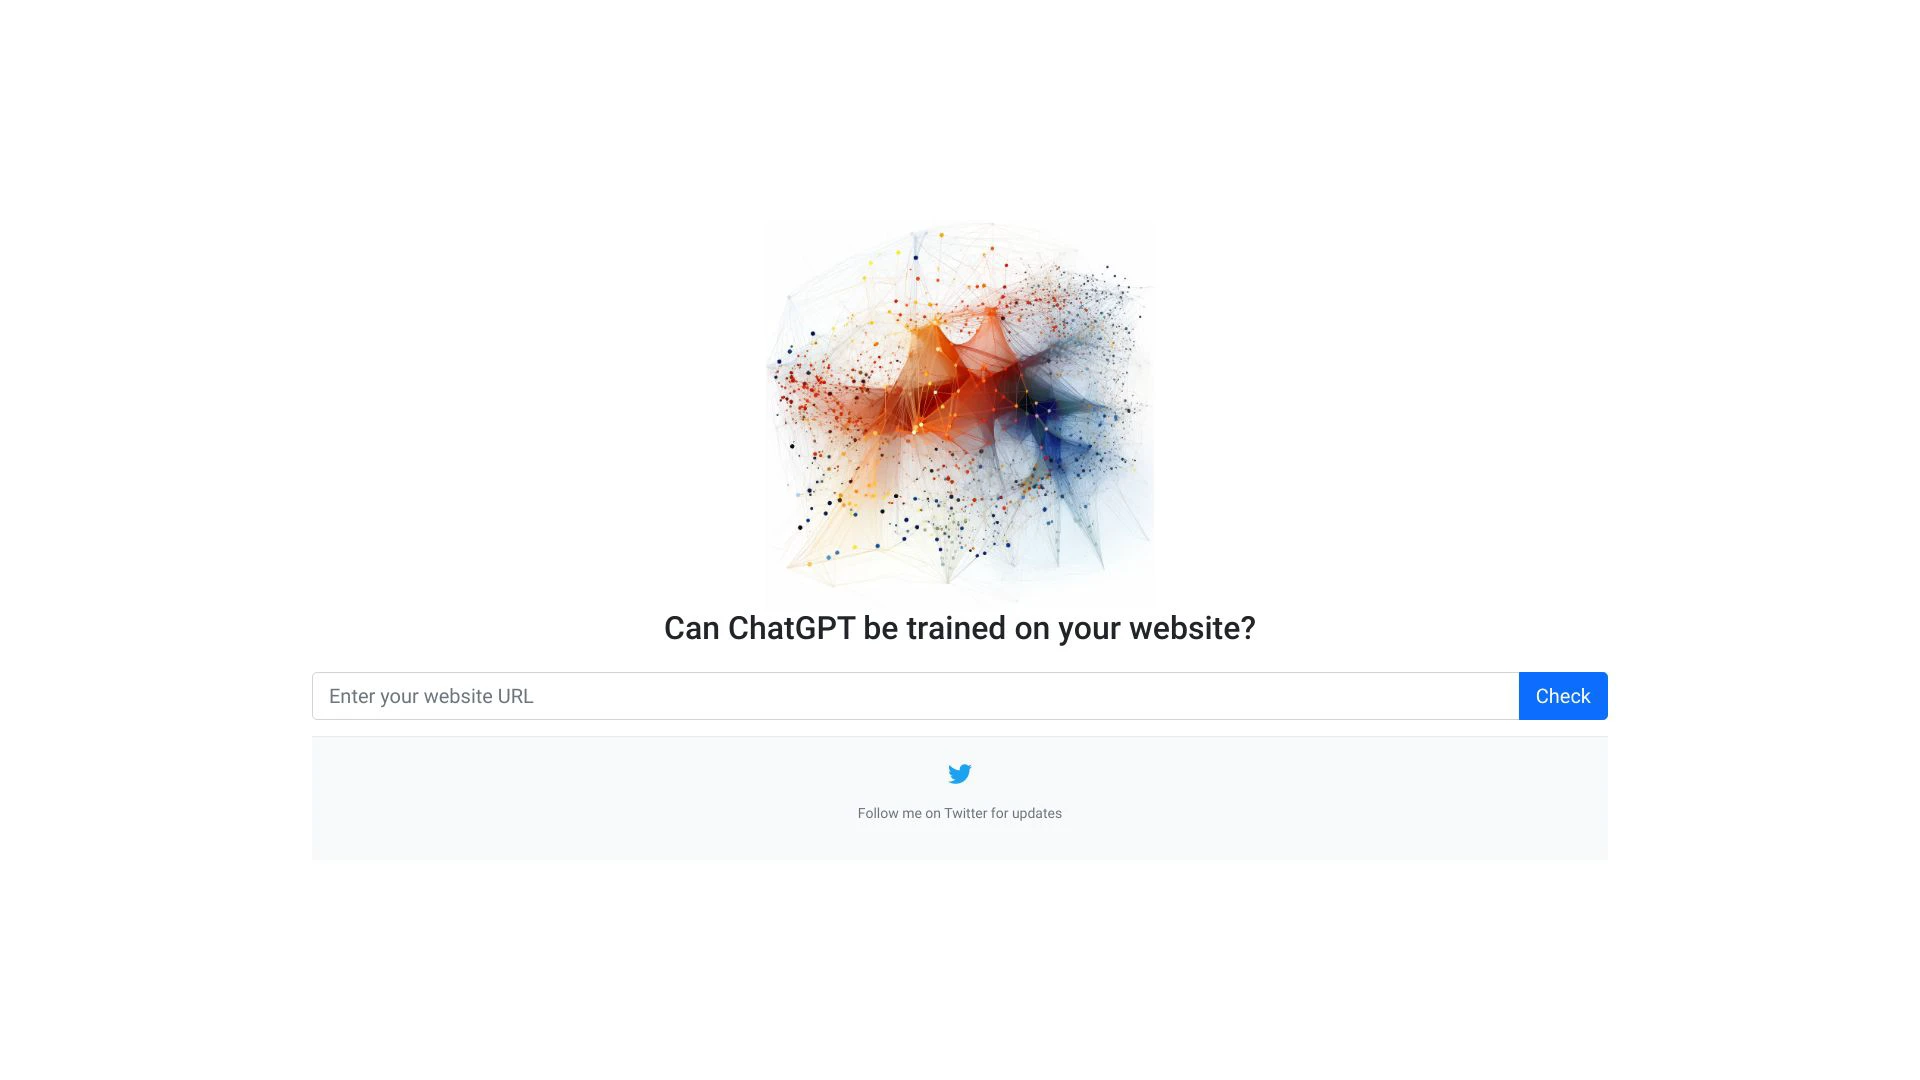 Can ChatGPT be trained on your website?
Enter your website URL
Check
Follow me on Twitter for updates